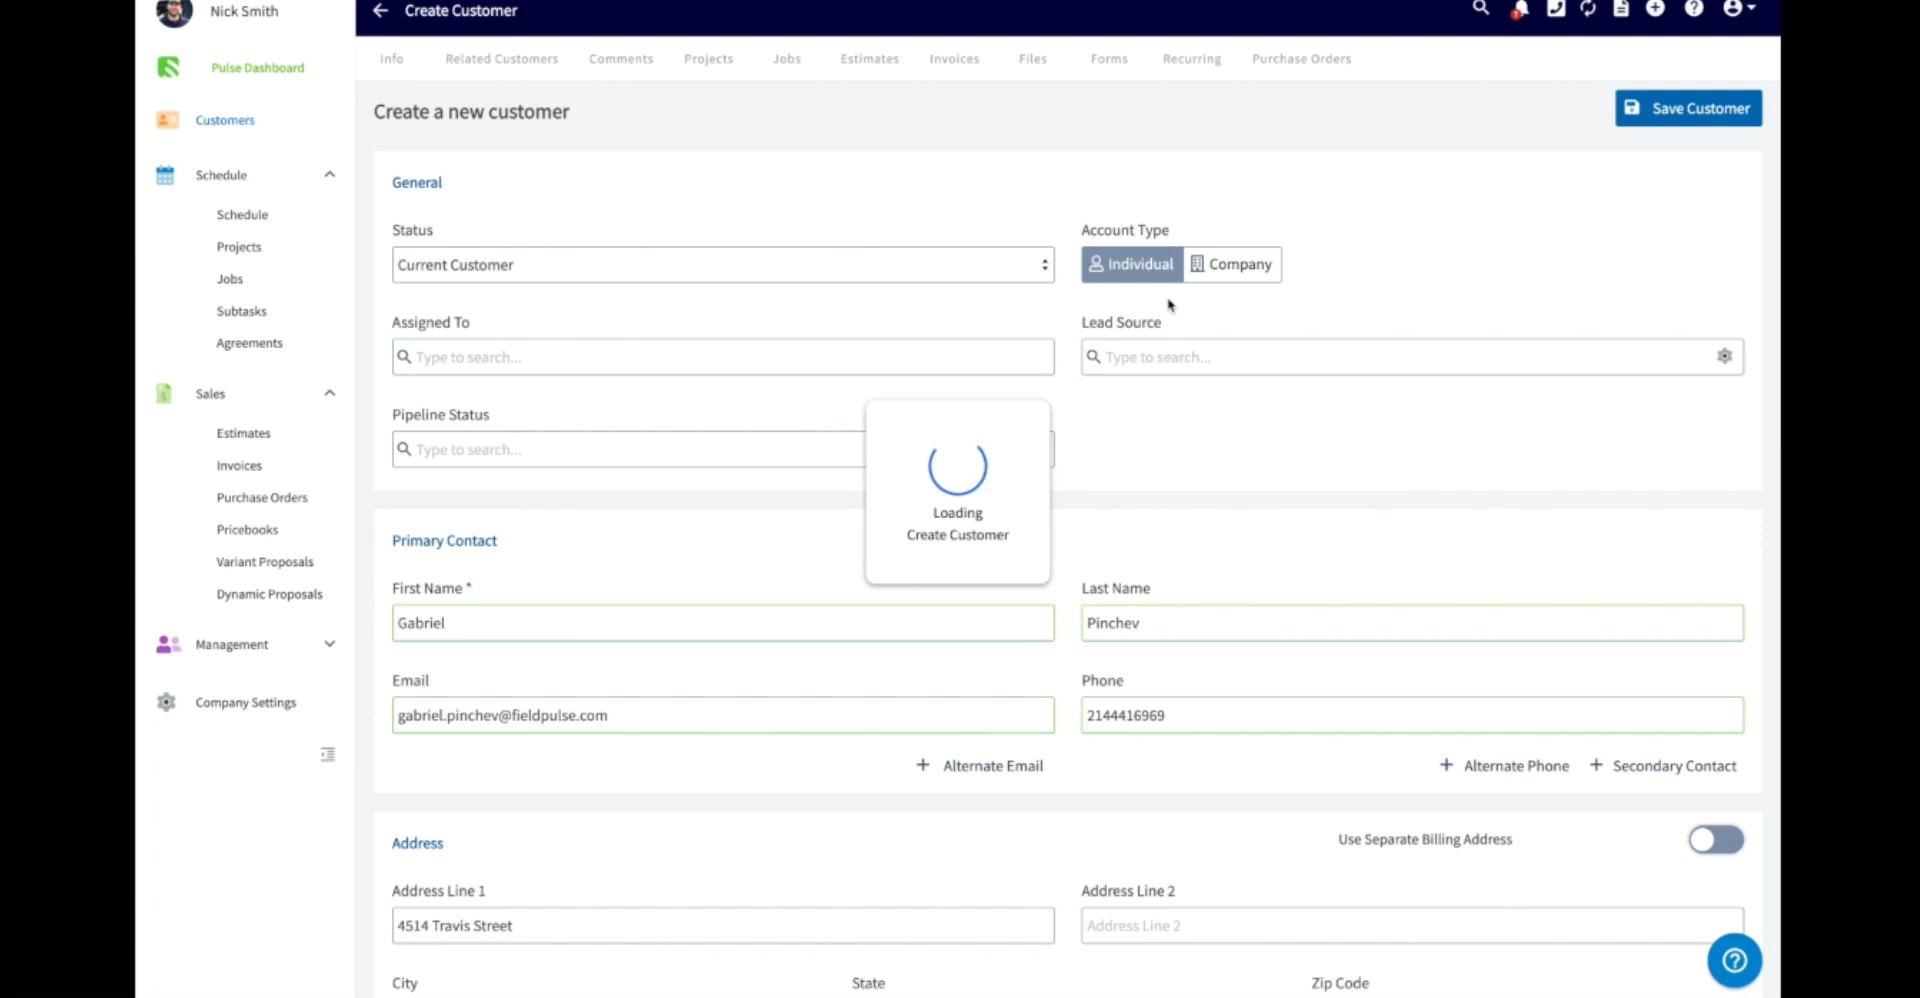 Nick Smith
Create Customer
7
Pulse Dashboard
Customers
Schedule
Schedule
Projects
Jobs
Subtasks
Agreements
Sales
Estimates
Invoices
Purchase Orders
Pricebooks
Variant Proposals
Dynamic Proposals
Management
Company Settings
Info Related Customers Comments Projects Jobs Estimates Invoices Files Forms Recurring Purchase Orders
Create a new customer
Save Customer
General
Status
Current Customer
Account Type
Individual Company
Assigned To
Type to search...
Lead Source
Type to search...
Pipeline Status
Type to search...
Loading
Create Customer
Primary Contact
First Name *
Gabriel
Last Name
Pinchev
Email
gabriel.pinchev@fieldpulse.com
Phone
2144416969
+ Alternate Email
+ Alternate Phone + Secondary Contact
Address
Use Separate Billing Address
Address Line 1
4514 Travis Street
Address Line 2
Address Line 2
City State Zip Code